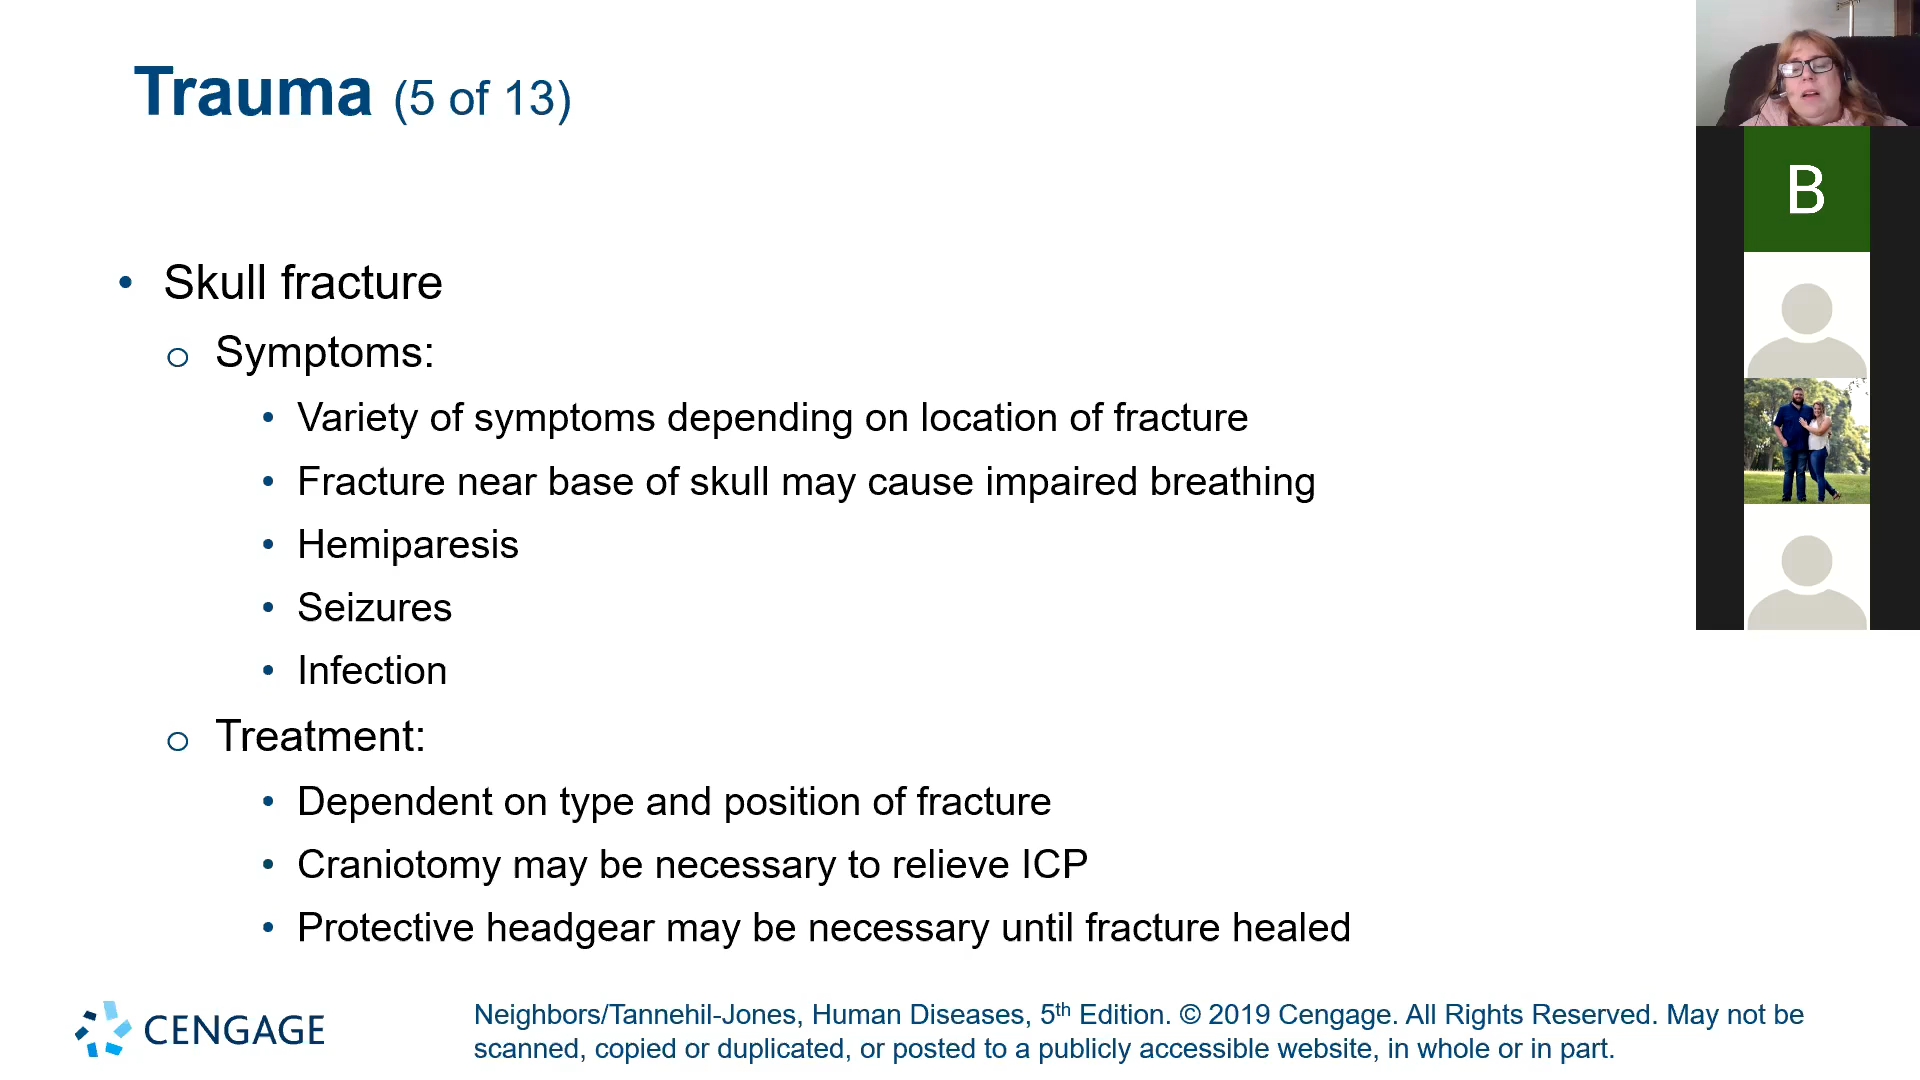 Trauma (5 of 13)
B
• Skull fracture
o Symptoms:
• Variety of symptoms depending on location of fracture
• Fracture near base of skull may cause impaired breathing
• Hemiparesis
• Seizures
• Infection
o Treatment:
• Dependent on type and position of fracture
• Craniotomy may be necessary to relieve ICP
• Protective headgear may be necessary until fracture healed
CENGAGE
Neighbors/Tannehil-Jones, Human Diseases, 5th Edition. © 2019 Cengage. All Rights Reserved. May not be
scanned, copied or duplicated, or posted to a publicly accessible website, in whole or in part.